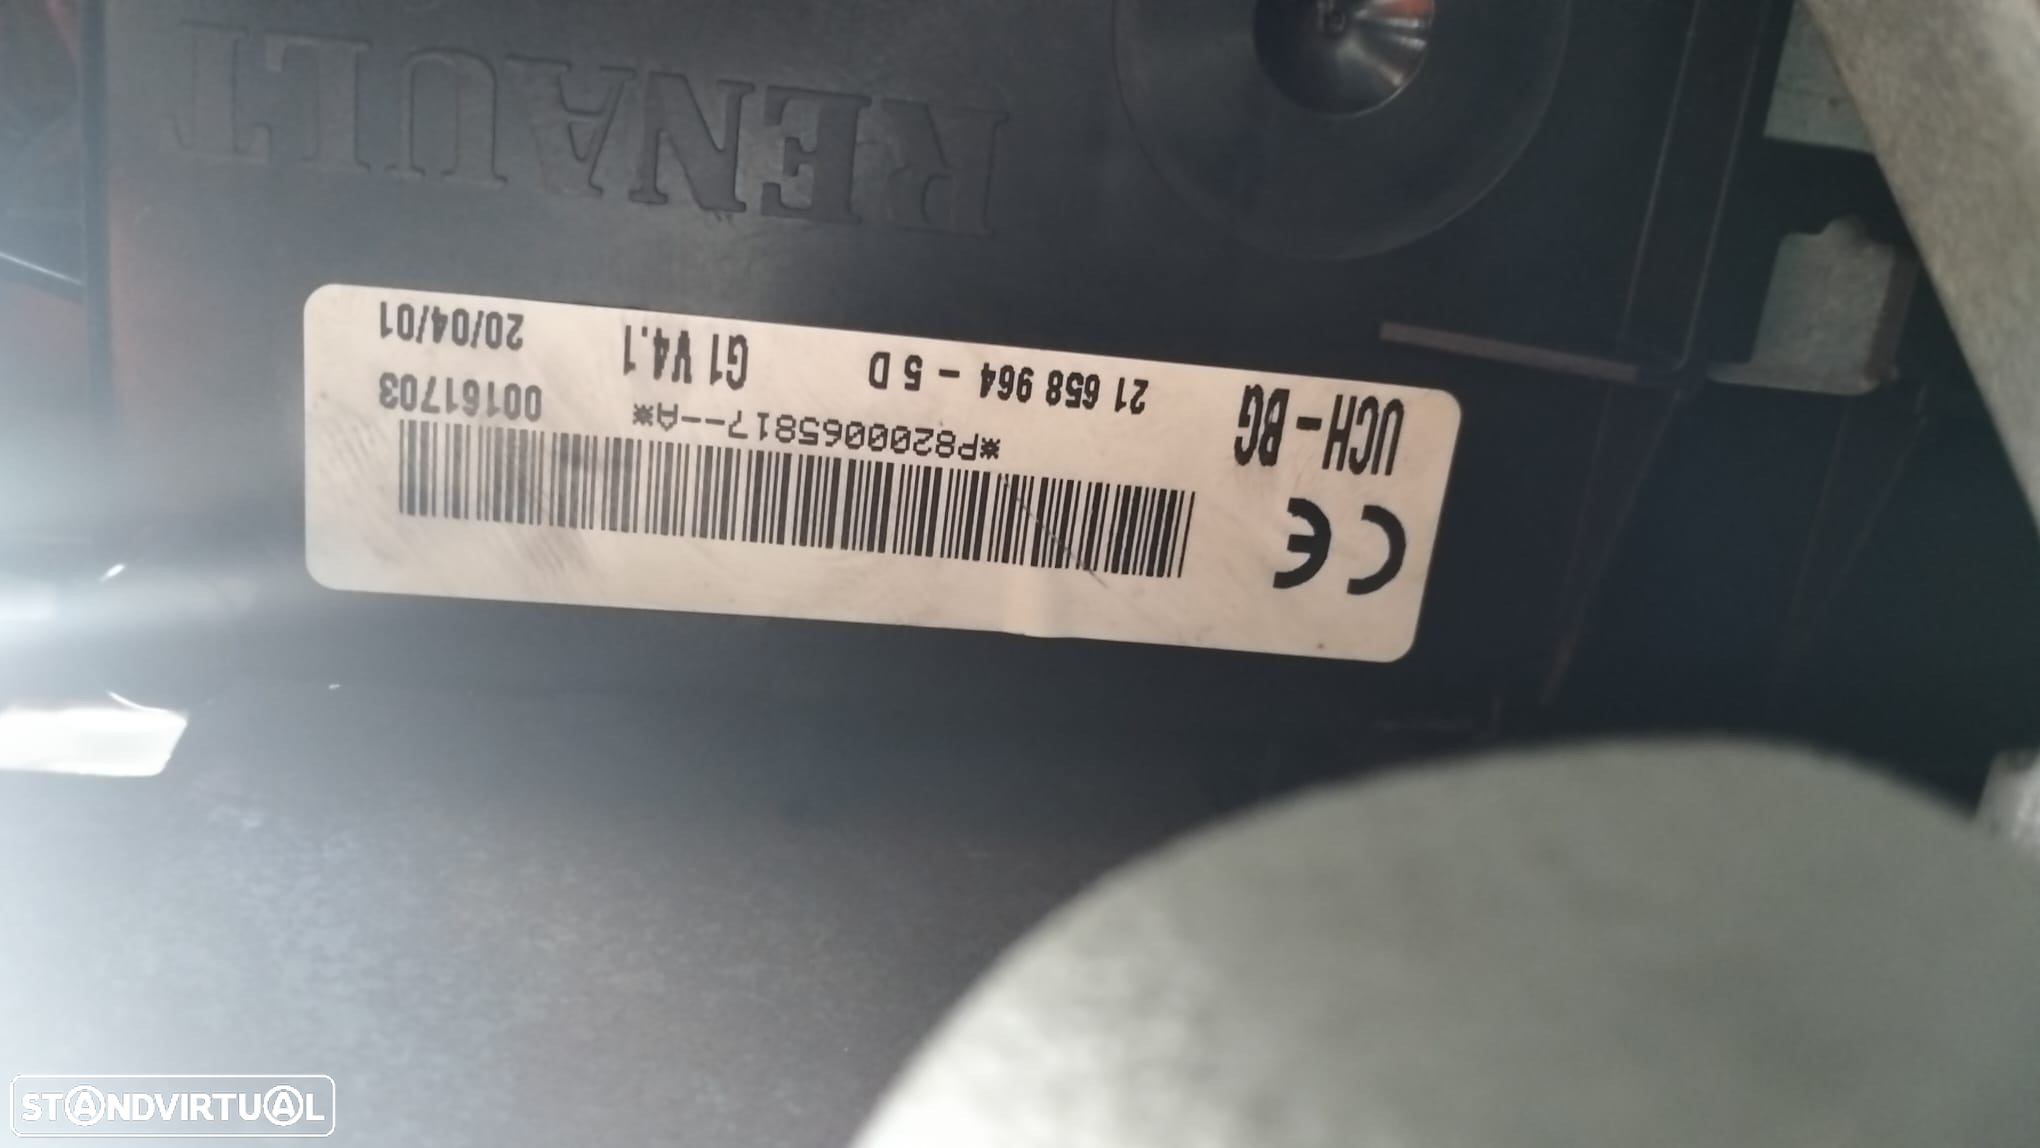 CE
UCH-BG
*P8200065817--A*
00161703
21 658 964 - 5 D
G1 V4.1
20/04/01
RENAULT
STANDVIRTUAL